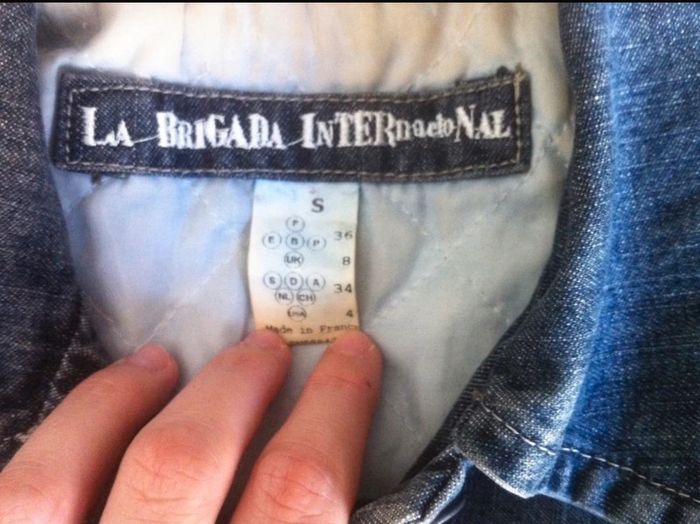 LA BRIGADA INTERnacioNAL
S
F
E B P 36
UK 8
S D A 34
NL CH
USA 4
Made in France